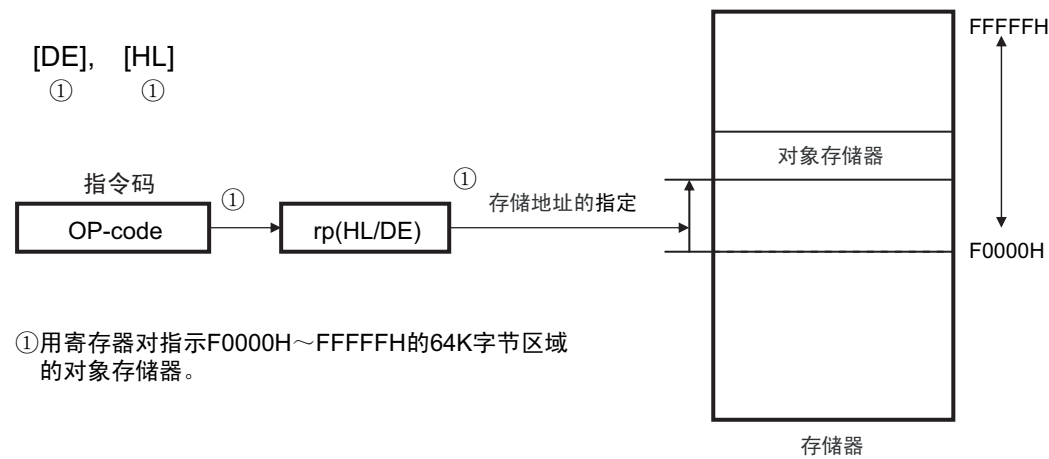 FFFFFH
[DE], [HL]
① ①
对象存储器
指令码
①
①
存储地址的指定
OP-code
rp(HL/DE)
F0000H
①用寄存器对指示F0000H～FFFFFH的64K字节区域
的对象存储器。
存储器